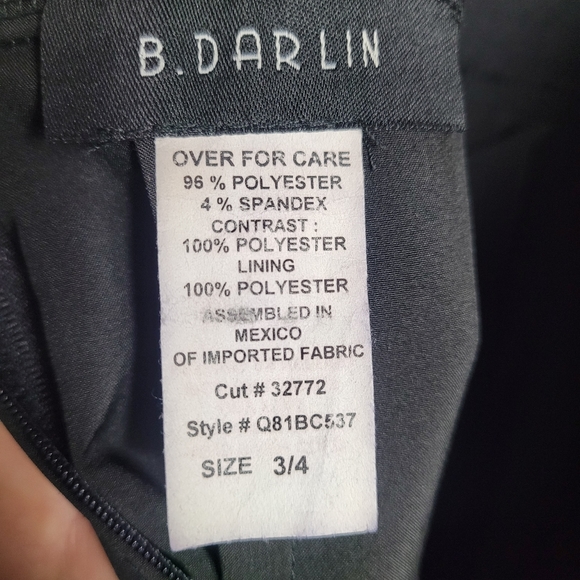 B.DARLIN
OVER FOR CARE
96 % POLYESTER
4 % SPANDEX
CONTRAST :
100% POLYESTER
LINING
100% POLYESTER
ASSEMBLED IN
MEXICO
OF IMPORTED FABRIC
Cut # 32772
Style # Q81BC537
SIZE 3/4